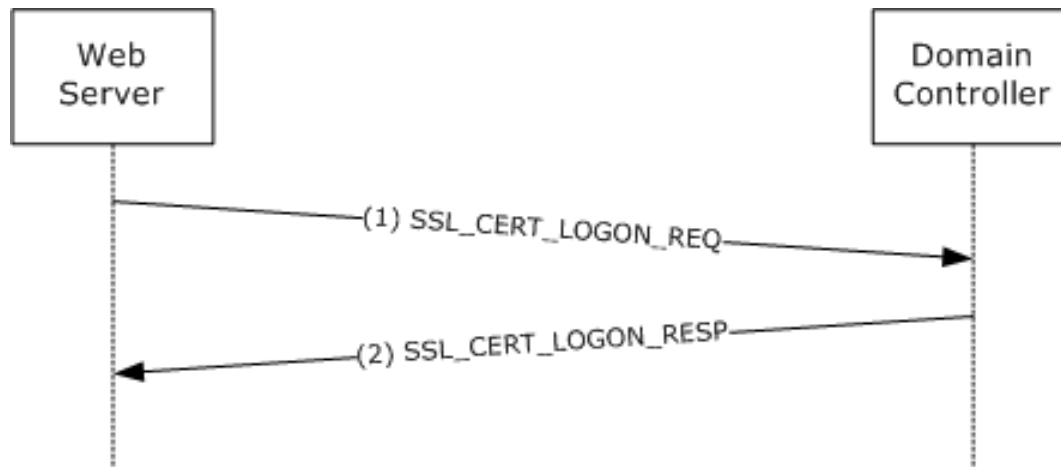 Web
Server
Domain
Controller
(1) SSL_CERT_LOGON_REQ
(2) SSL_CERT_LOGON_RESP